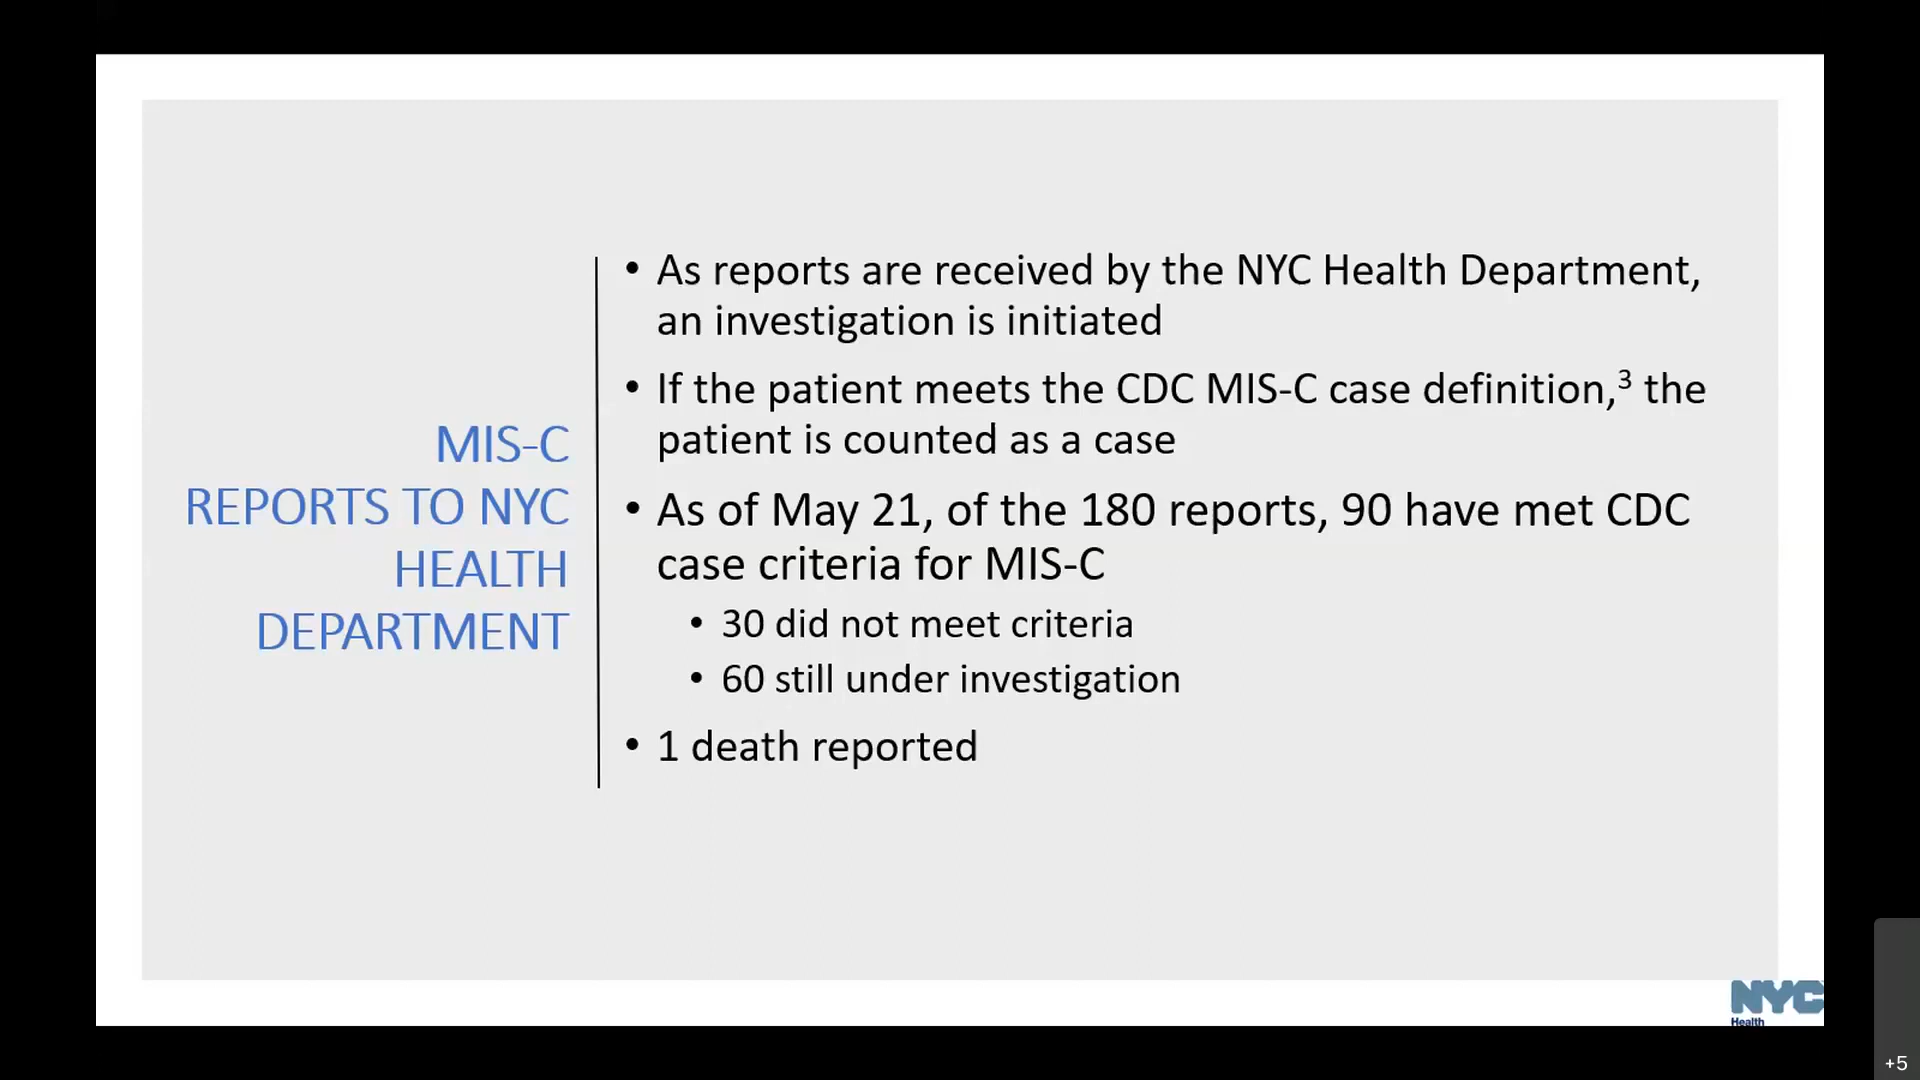 MIS-C
REPORTS TO NYC
HEALTH
DEPARTMENT
• As reports are received by the NYC Health Department,
an investigation is initiated
• If the patient meets the CDC MIS-C case definition,³ the
patient is counted as a case
• As of May 21, of the 180 reports, 90 have met CDC
case criteria for MIS-C
• 30 did not meet criteria
• 60 still under investigation
• 1 death reported
NYC
Health
+5